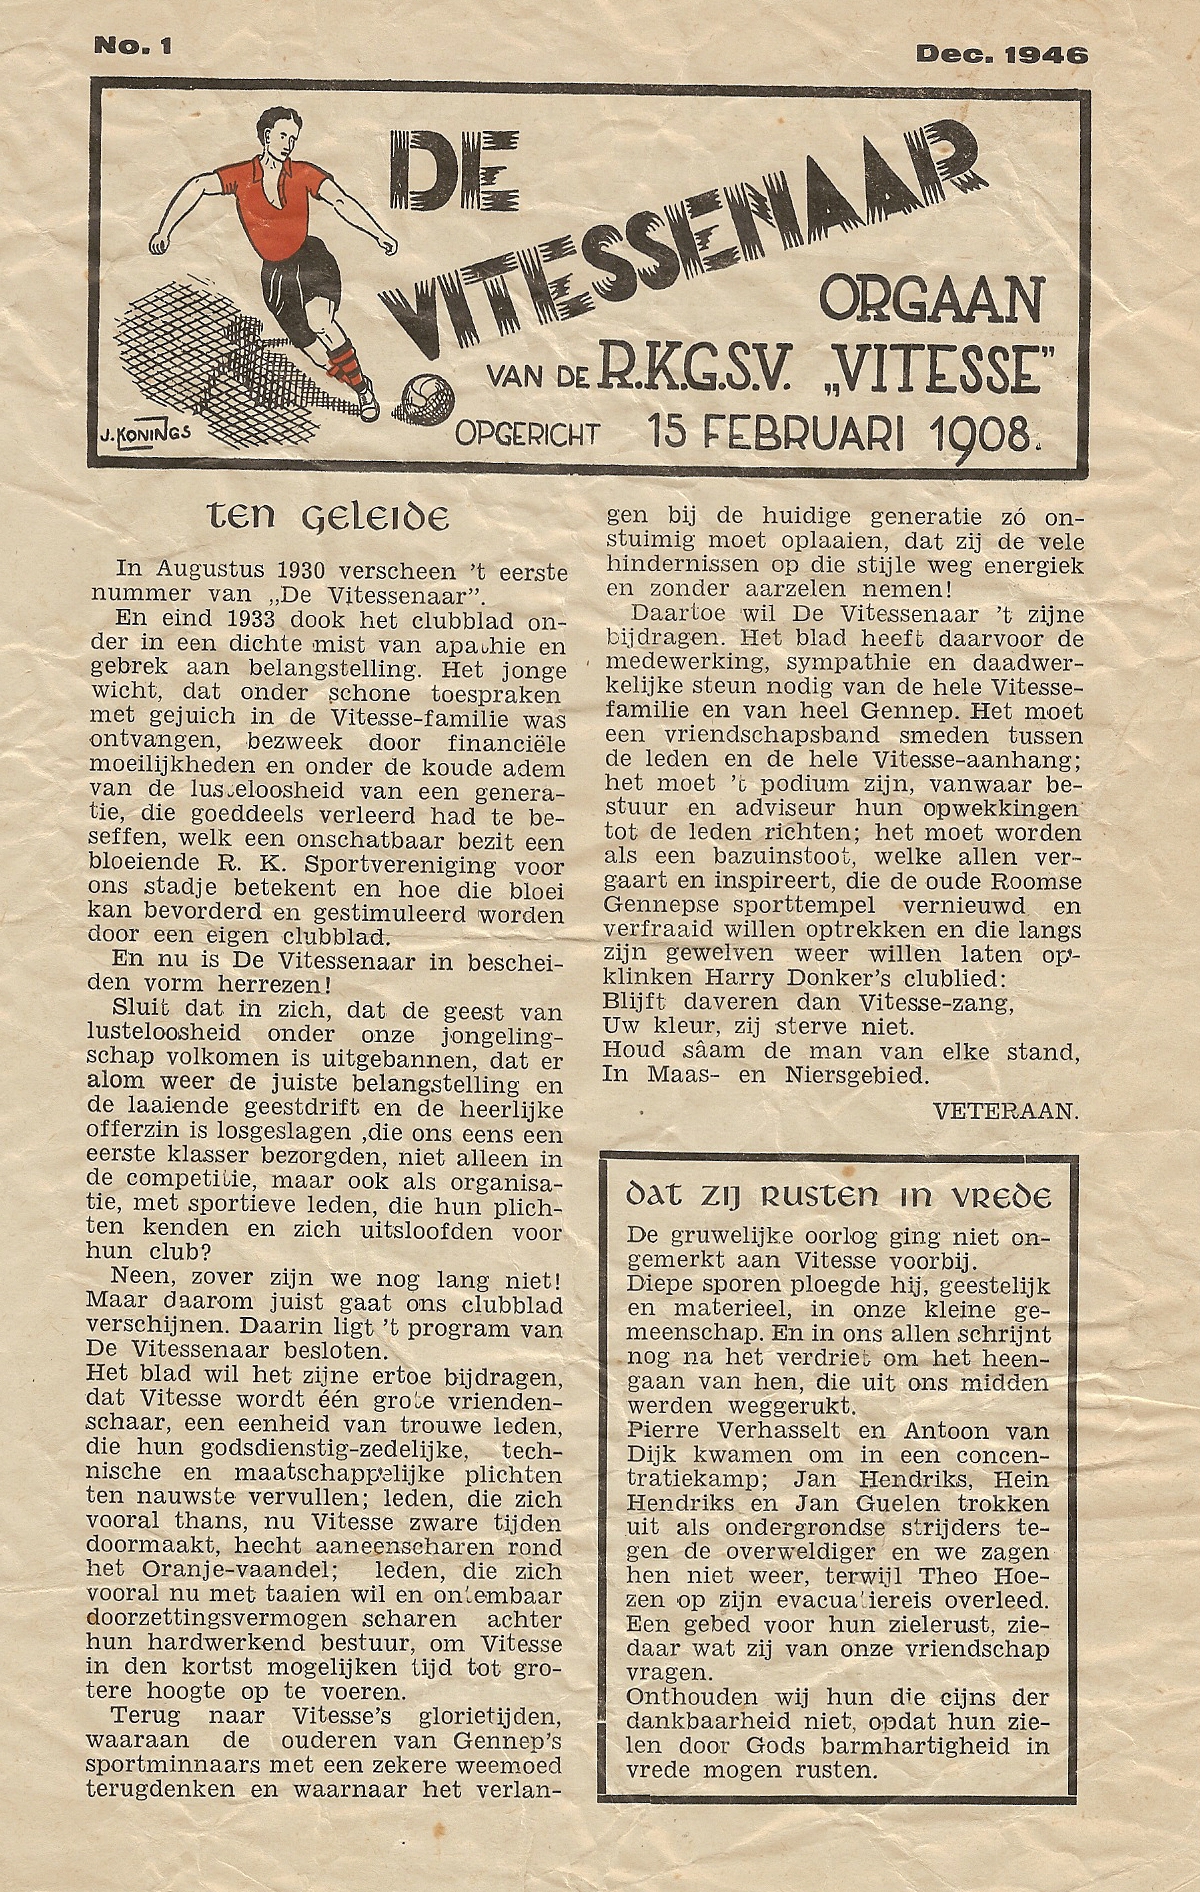 No. 1
Dec. 1946
DE
VITESSENAAR
ORGAAN
VAN DE R.K.G.S.V. „VITESSE”
OPGERICHT 15 FEBRUARI 1908.
J. KONINGS
TEN GELEIDE
In Augustus 1930 verscheen ’t eerste
nummer van „De Vitessenaar”.
En eind 1933 dook het clubblad on-
der in een dichte mist van apathie en
gebrek aan belangstelling. Het jonge
wicht, dat onder schone toespraken
met gejuich in de Vitesse-familie was
ontvangen, bezweek door financiële
moeilijkheden en onder de koude adem
van de lusteloosheid van een genera-
tie, die goeddeels verleerd had te be-
seffen, welk een onschatbaar bezit een
bloeiende R. K. Sportvereniging voor
ons stadje betekent en hoe die bloei
kan bevorderd en gestimuleerd worden
door een eigen clubblad.
En nu is De Vitessenaar in beschei-
den vorm herrezen!
Sluit dat in zich, dat de geest van
lusteloosheid onder onze jongeling-
schap volkomen is uitgebannen, dat er
alom weer de juiste belangstelling en
de laaiende geestdrift en de heerlijke
offerzin is losgeslagen ,die ons eens een
eerste klasser bezorgden, niet alleen in
de competitie, maar ook als organisa-
tie, met sportieve leden, die hun plich-
ten kenden en zich uitsloofden voor
hun club?
Neen, zover zijn we nog lang niet!
Maar daarom juist gaat ons clubblad
verschijnen. Daarin ligt ’t program van
De Vitessenaar besloten.
Het blad wil het zijne ertoe bijdragen,
dat Vitesse wordt één grote vrienden-
schaar, een eenheid van trouwe leden,
die hun godsdienstig-zedelijke, tech-
nische en maatschappelijke plichten
ten nauwste vervullen; leden, die zich
vooral thans, nu Vitesse zware tijden
doormaakt, hecht aaneenscharen rond
het Oranje-vaandel; leden, die zich
vooral nu met taaien wil en ontembaar
doorzettingsvermogen scharen achter
hun hardwerkend bestuur, om Vitesse
in den kortst mogelijken tijd tot gro-
tere hoogte op te voeren.
Terug naar Vitesse’s glorietijden,
waaraan de ouderen van Gennep’s
sportminnaars met een zekere weemoed
terugdenken en waarnaar het verlan-
gen bij de huidige generatie zó on-
stuimig moet oplaaien, dat zij de vele
hindernissen op die stijle weg energiek
en zonder aarzelen nemen!
Daartoe wil De Vitessenaar ’t zijne
bijdragen. Het blad heeft daarvoor de
medewerking, sympathie en daadwer-
kelijke steun nodig van de hele Vitesse-
familie en van heel Gennep. Het moet
een vriendschapsband smeden tussen
de leden en de hele Vitesse-aanhang;
het moet ’t podium zijn, vanwaar be-
stuur en adviseur hun opwekkingen
tot de leden richten; het moet worden
als een bazuinstoot, welke allen ver-
gaart en inspireert, die de oude Roomse
Gennepse sporttempel vernieuwd en
verfraaid willen optrekken en die langs
zijn gewelven weer willen laten op-
klinken Harry Donker’s clublied:
Blijft daveren dan Vitesse-zang,
Uw kleur, zij sterve niet.
Houd sâam de man van elke stand,
In Maas- en Niersgebied.
VETERAAN.
DAT ZIJ RUSTEN IN VREDE
De gruwelijke oorlog ging niet on-
gemerkt aan Vitesse voorbij.
Diepe sporen ploegde hij, geestelijk
en materieel, in onze kleine ge-
meenschap. En in ons allen schrijnt
nog na het verdriet om het heen-
gaan van hen, die uit ons midden
werden weggerukt.
Pierre Verhasselt en Antoon van
Dijk kwamen om in een concen-
tratiekamp; Jan Hendriks, Hein
Hendriks en Jan Guelen trokken
uit als ondergrondse strijders te-
gen de overweldiger en we zagen
hen niet weer, terwijl Theo Hoe-
zen op zijn evacuatiereis overleed.
Een gebed voor hun zielerust, zie-
daar wat zij van onze vriendschap
vragen.
Onthouden wij hun die cijns der
dankbaarheid niet, opdat hun zie-
len door Gods barmhartigheid in
vrede mogen rusten.